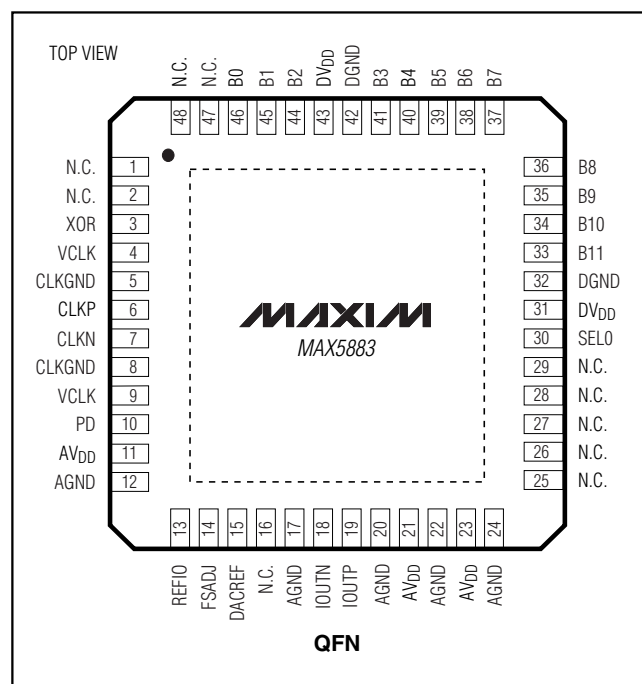 TOP VIEW
N.C. N.C. B0 B1 B2 DVDD DGND B3 B4 B5 B6 B7
48 47 46 45 44 43 42 41 40 39 38 37
N.C. 1
N.C. 2
XOR 3
VCLK 4
CLKGND 5
CLKP 6
CLKN 7
CLKGND 8
VCLK 9
PD 10
AVDD 11
AGND 12
MAXIM
MAX5883
36 B8
35 B9
34 B10
33 B11
32 DGND
31 DVDD
30 SEL0
29 N.C.
28 N.C.
27 N.C.
26 N.C.
25 N.C.
13 14 15 16 17 18 19 20 21 22 23 24
REFIO FSADJ DACREF N.C. AGND IOUTN IOUTP AGND AVDD AGND AVDD AGND
QFN